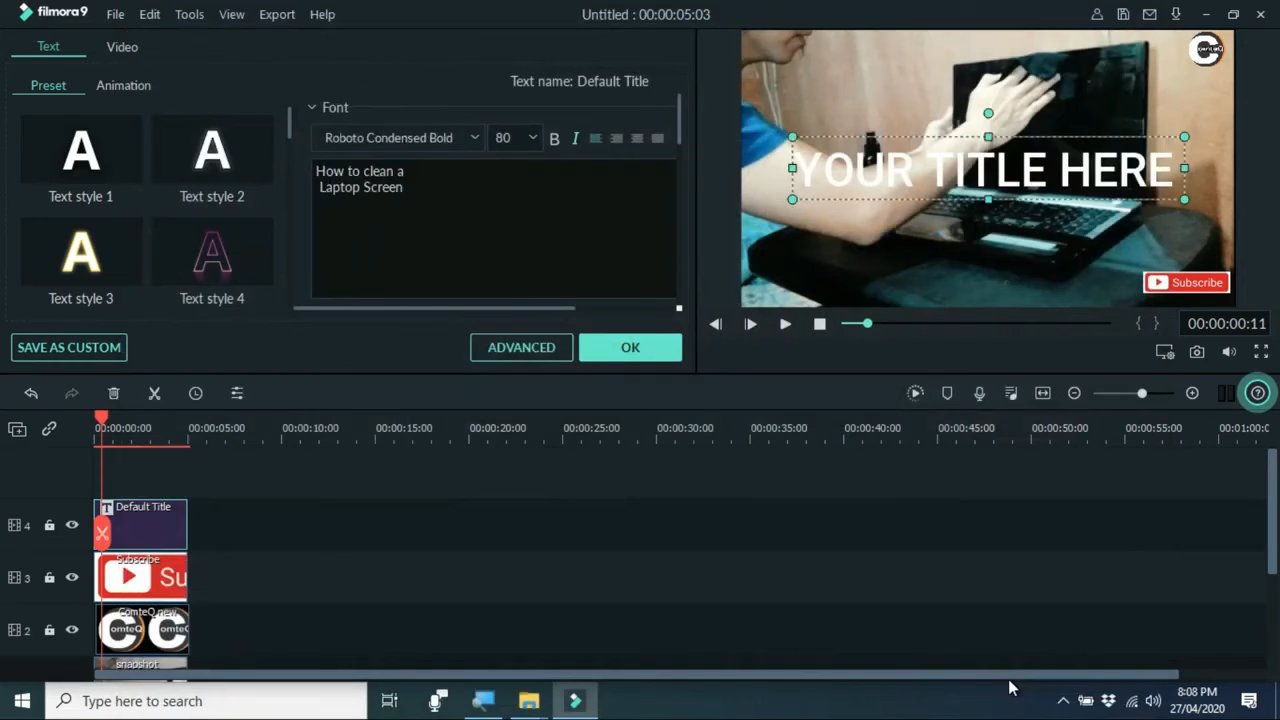 filmora9 File Edit Tools View Export Help Untitled : 00:00:05:03
Text Video
Preset Animation
Text name: Default Title
Font
Roboto Condensed Bold 80 B I
How to clean a
Laptop Screen
A A
Text style 1 Text style 2
A A
Text style 3 Text style 4
SAVE AS CUSTOM ADVANCED OK
C omteQ
YOUR TITLE HERE
Subscribe
{ } 00:00:00:11
00:00:00:00 00:00:05:00 00:00:10:00 00:00:15:00 00:00:20:00 00:00:25:00 00:00:30:00 00:00:35:00 00:00:40:00 00:00:45:00 00:00:50:00 00:00:55:00 00:01:00:0
4 T Default Title
3 Subscribe
Su
2 ComteQ new
omteQ omteQ
snapshot
Type here to search
8:08 PM
27/04/2020